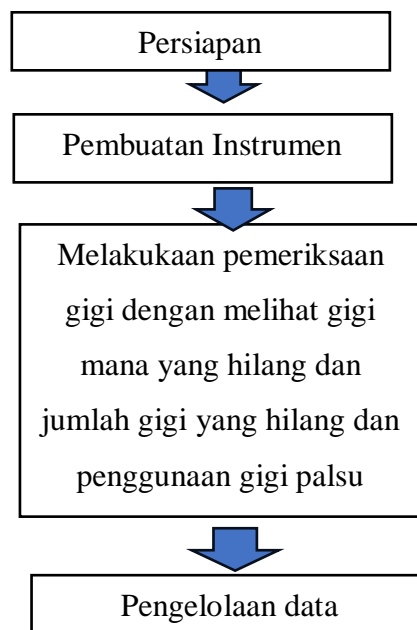 Persiapan
Pembuatan Instrumen
Melakukaan pemeriksaan
gigi dengan melihat gigi
mana yang hilang dan
jumlah gigi yang hilang dan
penggunaan gigi palsu
Pengelolaan data